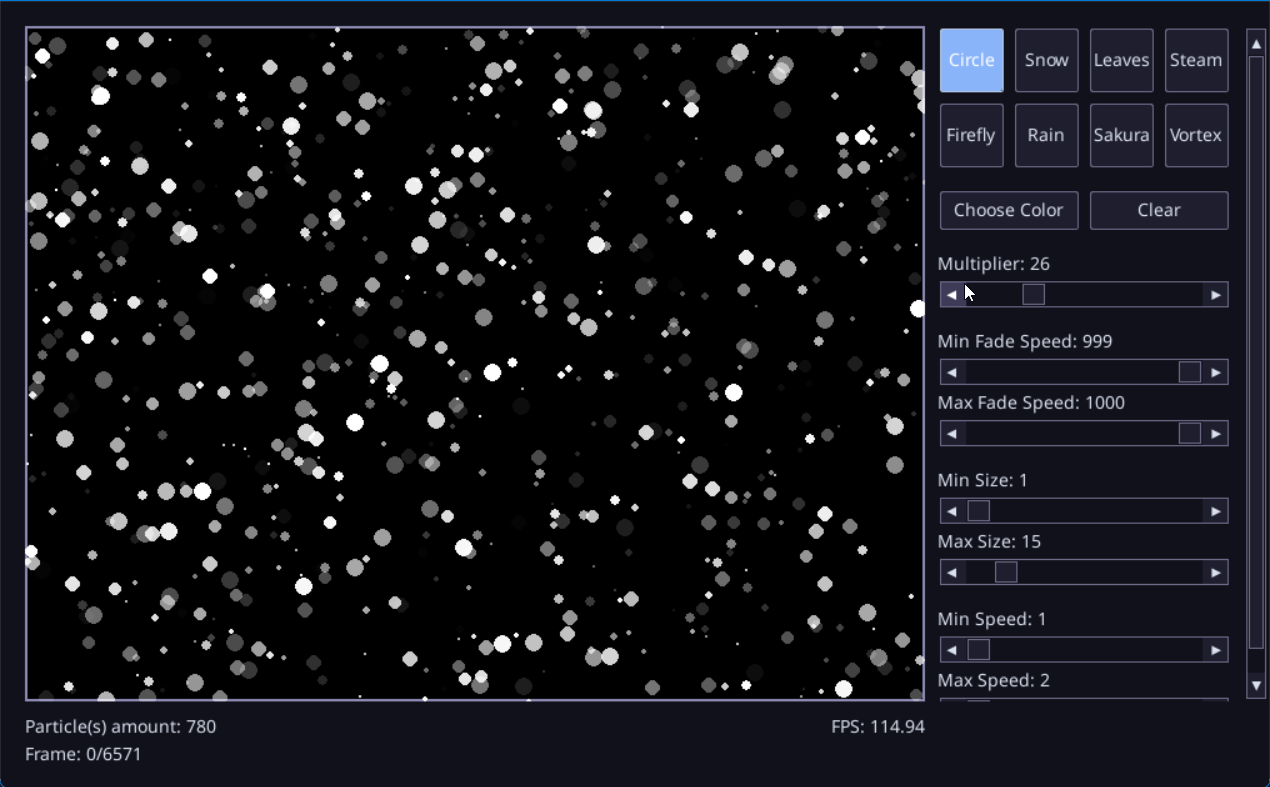 Circle Snow Leaves Steam
Firefly Rain Sakura Vortex
Choose Color Clear
Multiplier: 26
Min Fade Speed: 999
Max Fade Speed: 1000
Min Size: 1
Max Size: 15
Min Speed: 1
Max Speed: 2
Particle(s) amount: 780 FPS: 114.94
Frame: 0/6571